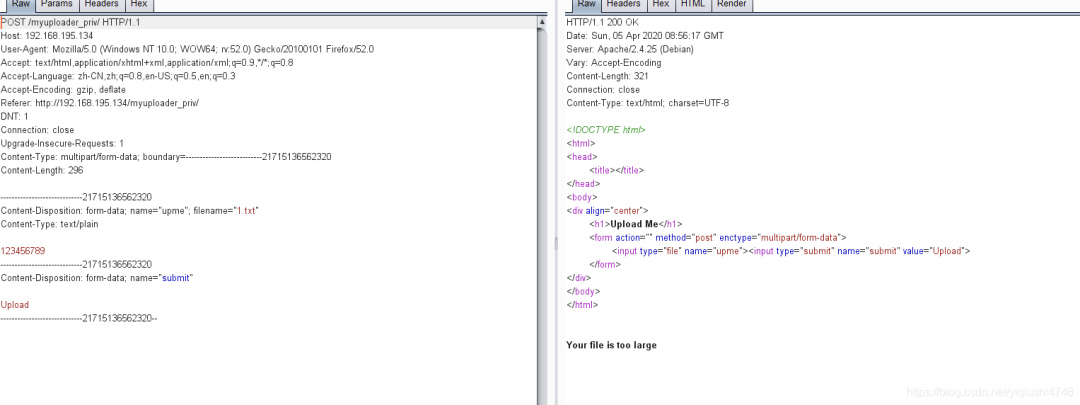 Raw Params Headers Hex
POST /myuploader_priv/ HTTP/1.1
Host: 192.168.195.134
User-Agent: Mozilla/5.0 (Windows NT 10.0; WOW64; rv:52.0) Gecko/20100101 Firefox/52.0
Accept: text/html,application/xhtml+xml,application/xml;q=0.9,*/*;q=0.8
Accept-Language: zh-CN,zh;q=0.8,en-US;q=0.5,en;q=0.3
Accept-Encoding: gzip, deflate
Referer: http://192.168.195.134/myuploader_priv/
DNT: 1
Connection: close
Upgrade-Insecure-Requests: 1
Content-Type: multipart/form-data; boundary=---------------------------21715136562320
Content-Length: 296
-----------------------------21715136562320
Content-Disposition: form-data; name="upme"; filename="1.txt"
Content-Type: text/plain
123456789
-----------------------------21715136562320
Content-Disposition: form-data; name="submit"
Upload
-----------------------------21715136562320--
Raw Headers Hex HTML Render
HTTP/1.1 200 OK
Date: Sun, 05 Apr 2020 08:56:17 GMT
Server: Apache/2.4.25 (Debian)
Vary: Accept-Encoding
Content-Length: 321
Connection: close
Content-Type: text/html; charset=UTF-8
<!DOCTYPE html>
<html>
<head>
<title></title>
</head>
<body>
<div align="center">
<h1>Upload Me</h1>
<form action="" method="post" enctype="multipart/form-data">
<input type="file" name="upme"><input type="submit" name="submit" value="Upload">
</form>
</div>
</body>
</html>
Your file is too large
https://blog.csdn.net/yiqiushi4748